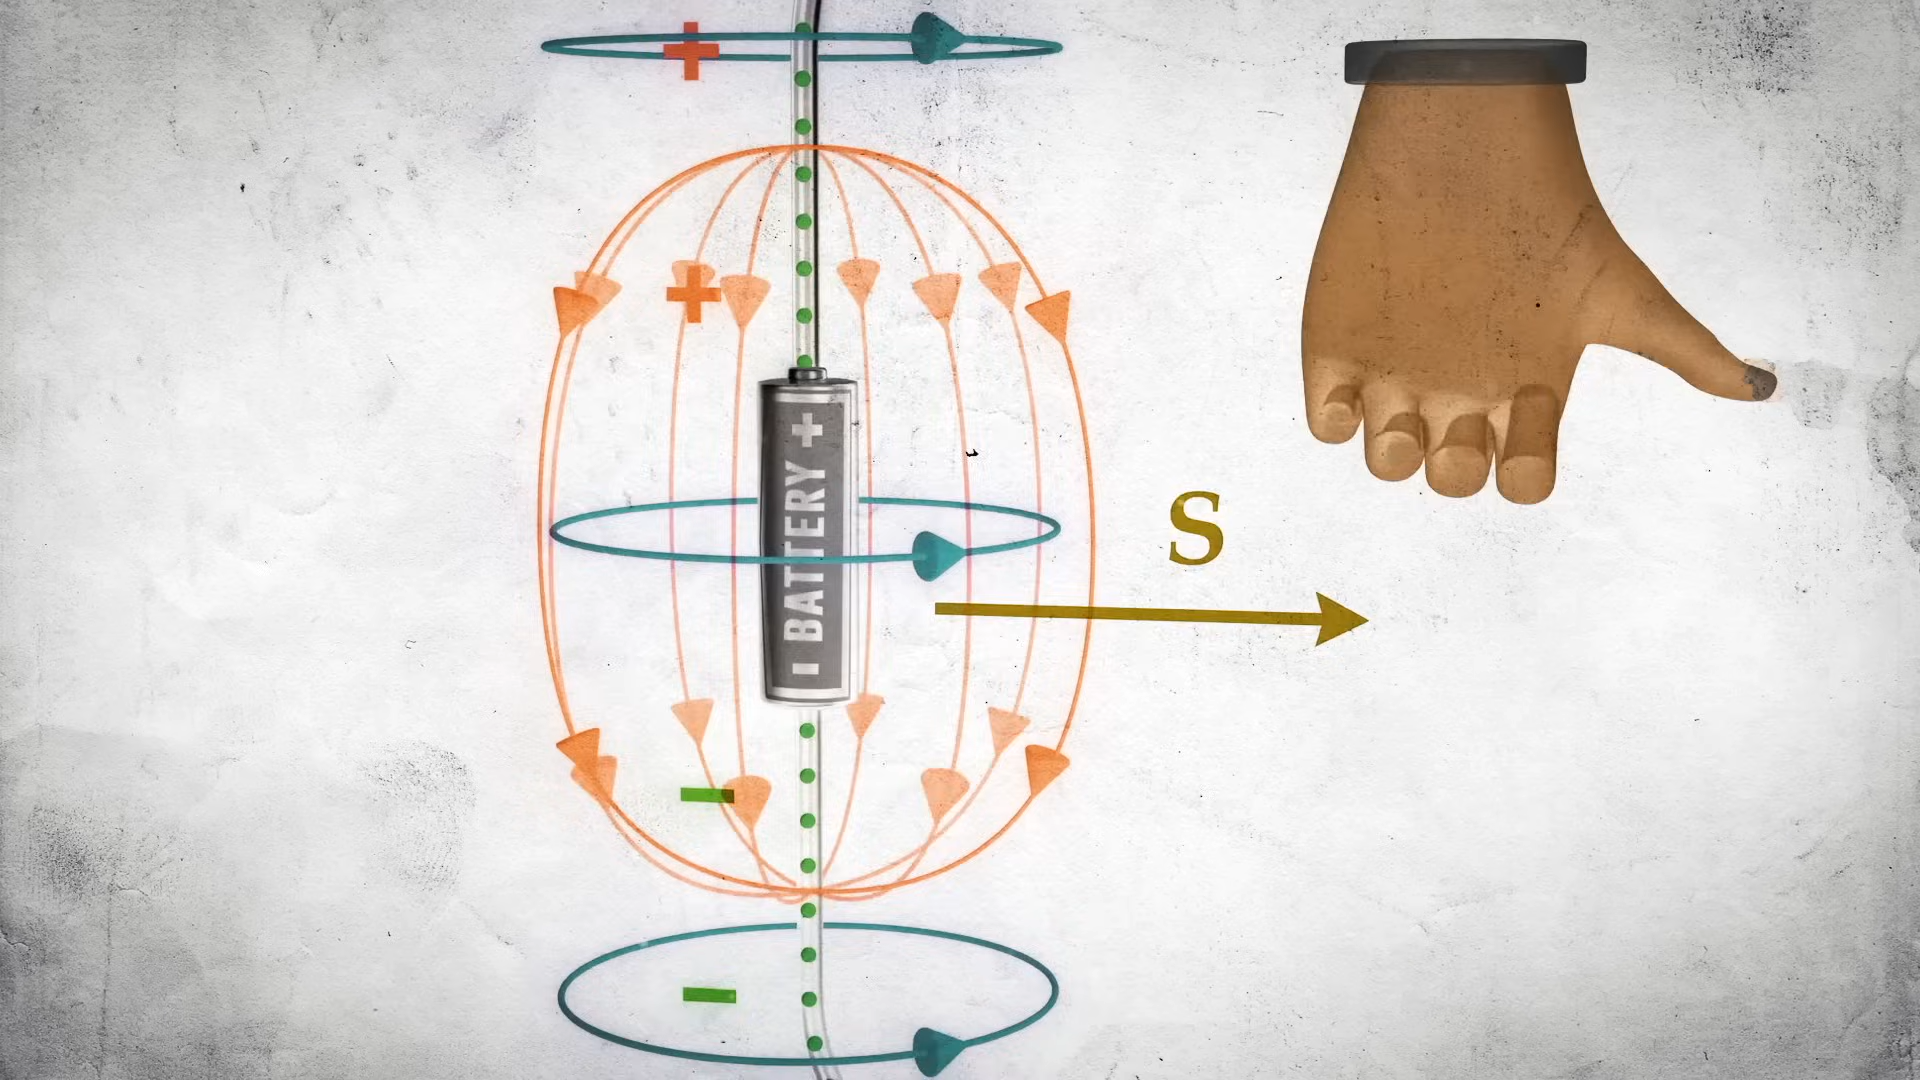 +
+
- BATTERY +
S
-
-